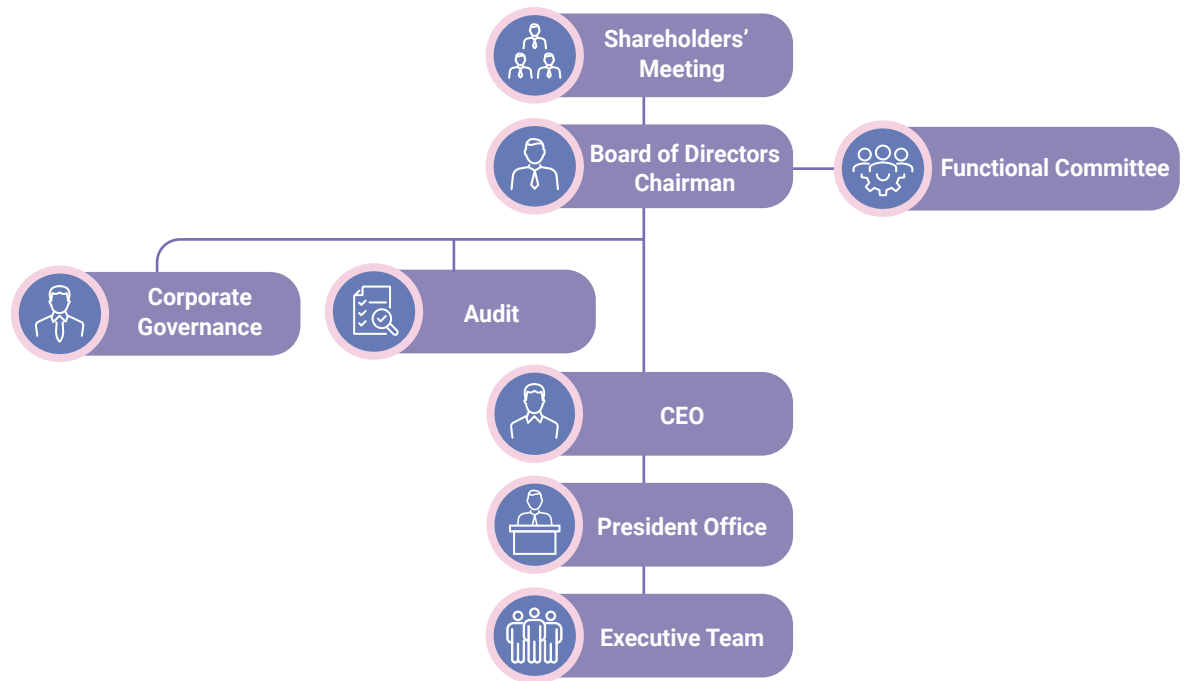 Shareholders’
Meeting
Board of Directors
Chairman
Functional Committee
Corporate
Governance
Audit
CEO
President Office
Executive Team